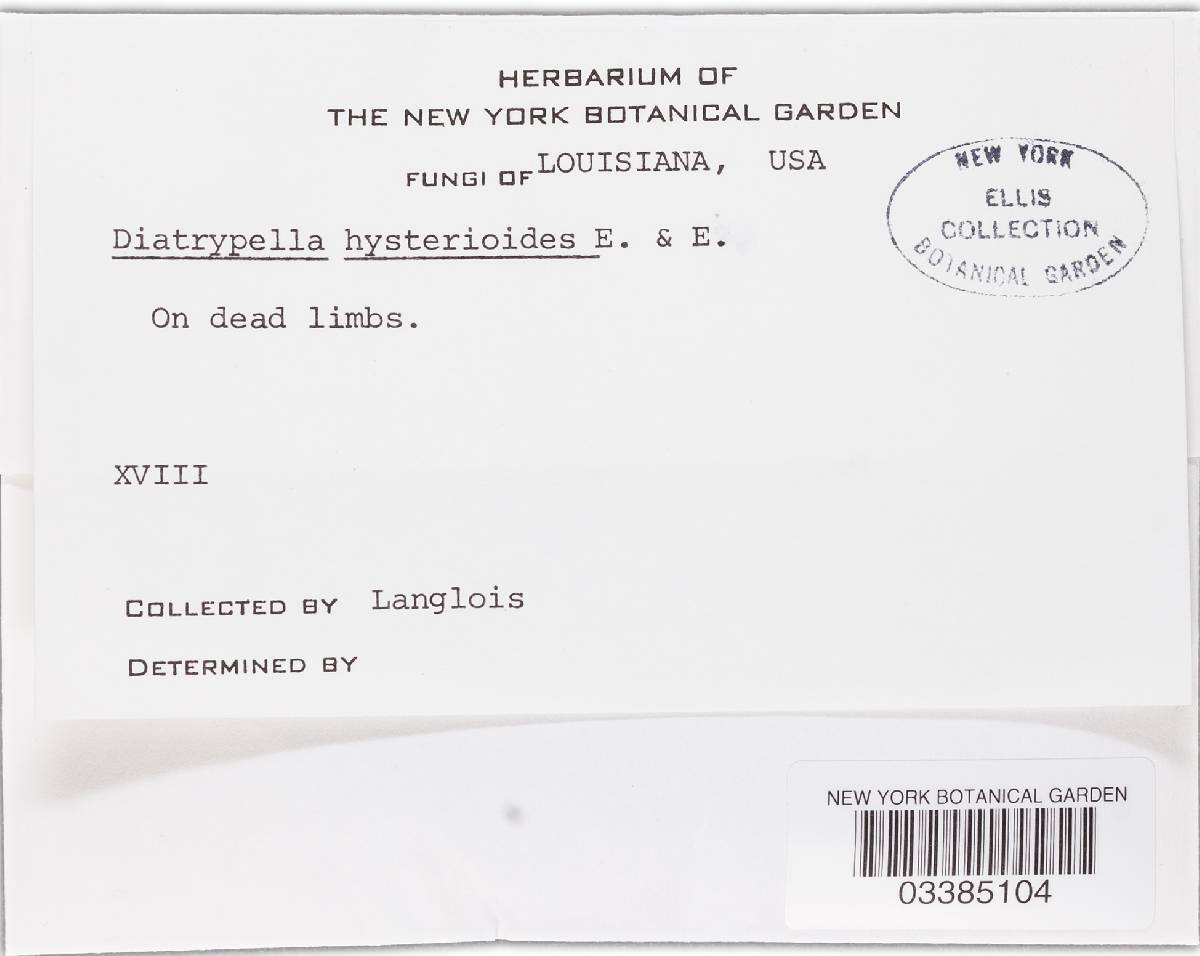 HERBARIUM OF
THE NEW YORK BOTANICAL GARDEN
FUNGI OF LOUISIANA, USA
NEW YORK
ELLIS
COLLECTION
BOTANICAL GARDEN
Diatrypella hysterioides E. & E.
On dead limbs.
XVIII
COLLECTED BY Langlois
DETERMINED BY
NEW YORK BOTANICAL GARDEN
03385104